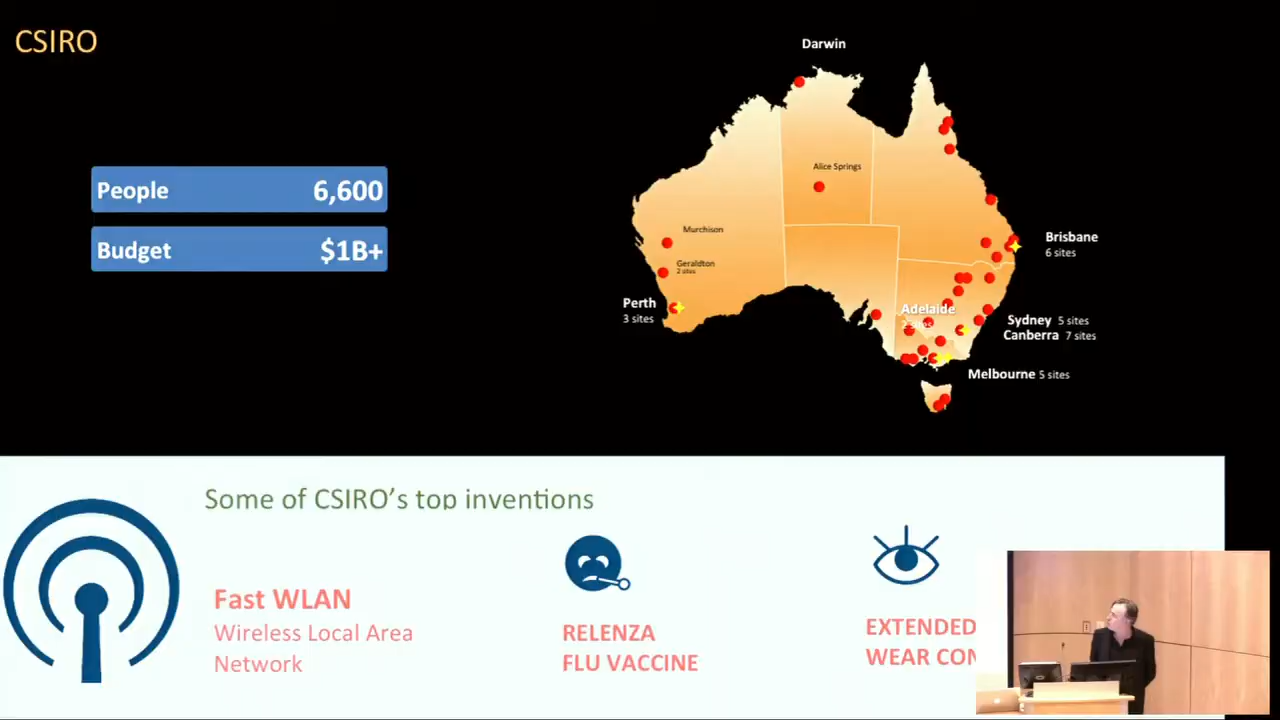 CSIRO
Darwin
People 6,600
Alice Springs
Murchison
Brisbane
6 sites
Budget $1B+
Geraldton
2 sites
Perth
3 sites
Adelaide
Sydney 5 sites
Canberra 7 sites
Melbourne 5 sites
Some of CSIRO's top inventions
Fast WLAN
Wireless Local Area
Network
RELENZA
FLU VACCINE
EXTENDED
WEAR CON